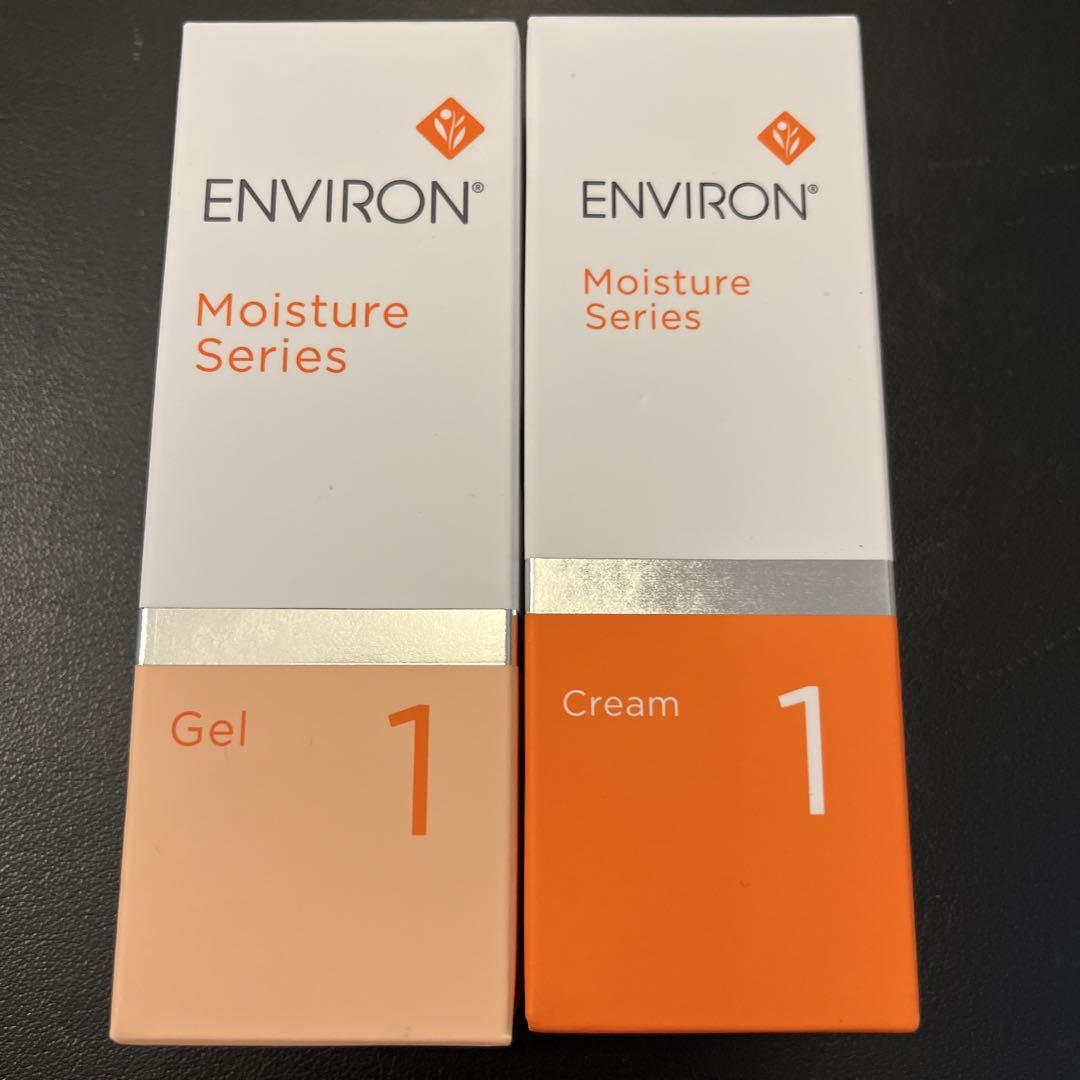 ENVIRON®
Moisture
Series
Gel
1
ENVIRON®
Moisture
Series
Cream
1